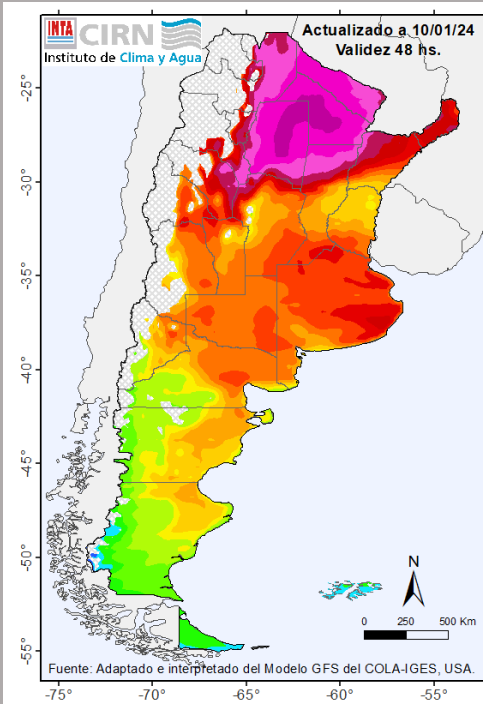 INTA CIRN
Instituto de Clima y Agua
Actualizado a 10/01/24
Validez 48 hs.
-25°
-30°
-35°
-40°
-45°
-50°
-55°
N
0 250 500 Km
Fuente: Adaptado e interpretado del Modelo GFS del COLA-IGES, USA.
-75° -70° -65° -60° -55°